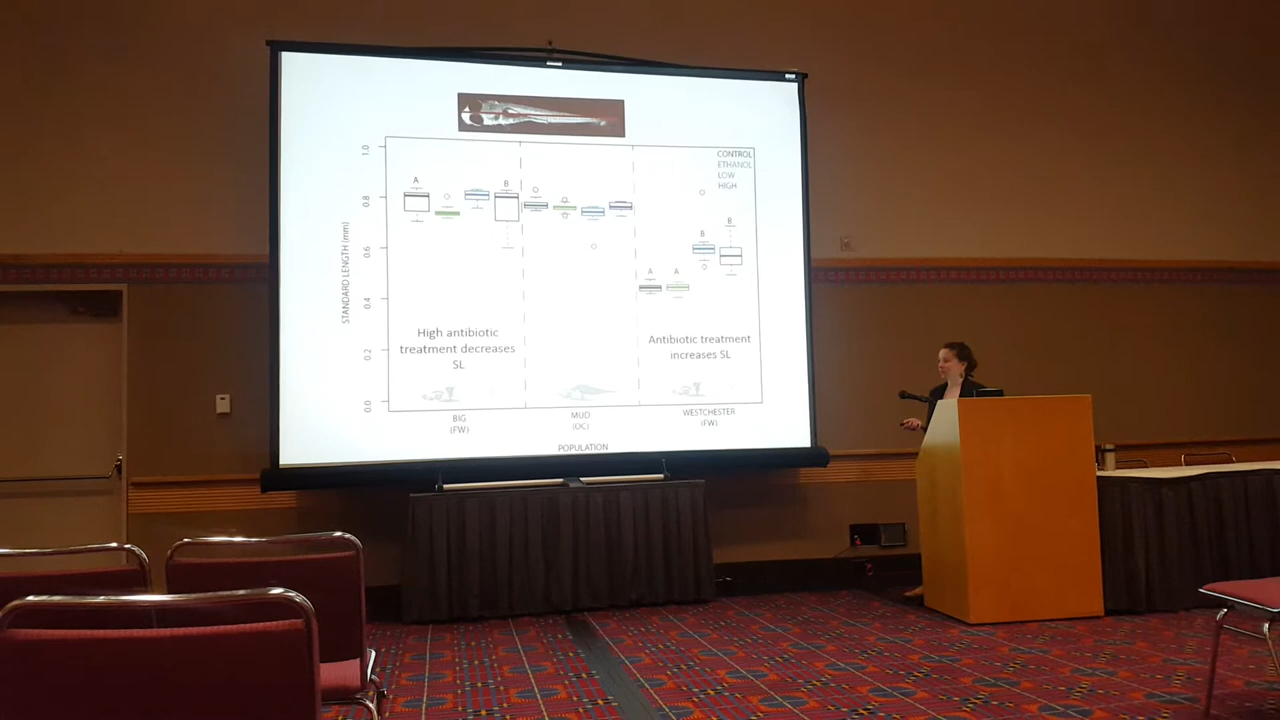 CONTROL
ETHANOL
LOW
HIGH
1.0
0.8
0.6
0.4
0.2
0.0
STANDARD LENGTH (mm)
A
B
A
A
B
B
High antibiotic
treatment decreases
SL
Antibiotic treatment
increases SL
BIG
(FW)
MUD
(OC)
WESTCHESTER
(FW)
POPULATION